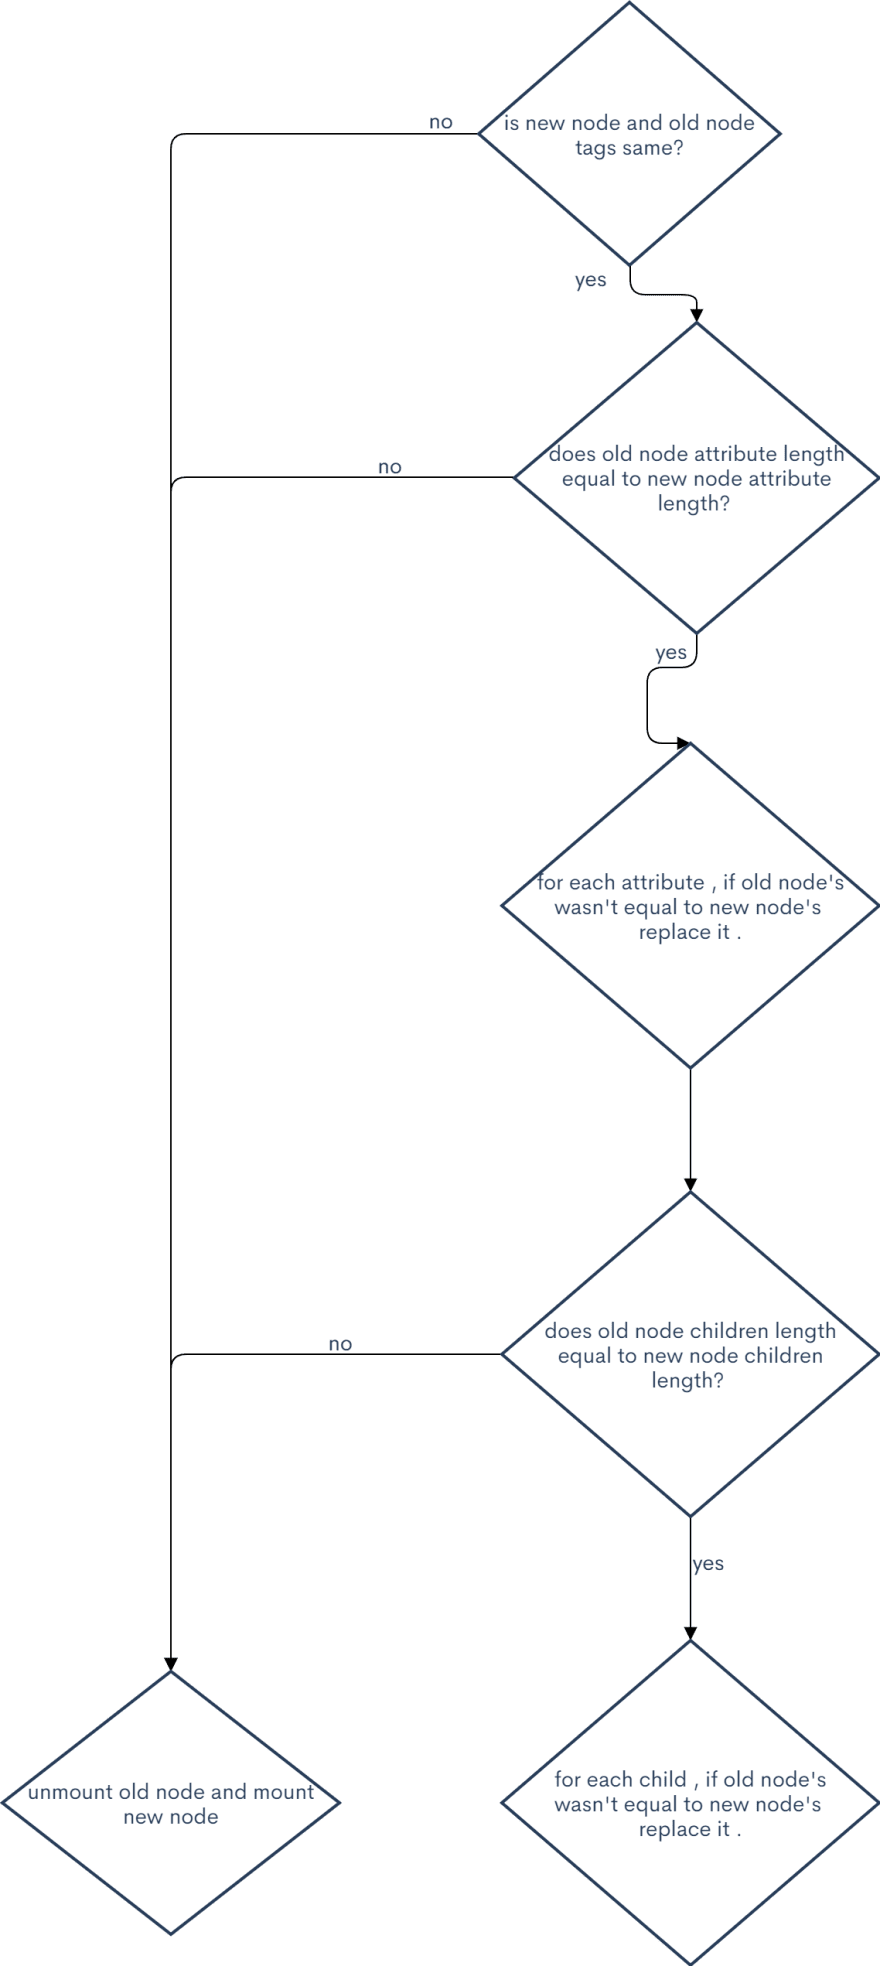 no
is new node and old node
tags same?
yes
does old node attribute length
equal to new node attribute
length?
no
yes
for each attribute , if old node's
wasn't equal to new node's
replace it .
does old node children length
equal to new node children
length?
no
yes
unmount old node and mount
new node
for each child , if old node's
wasn't equal to new node's
replace it .